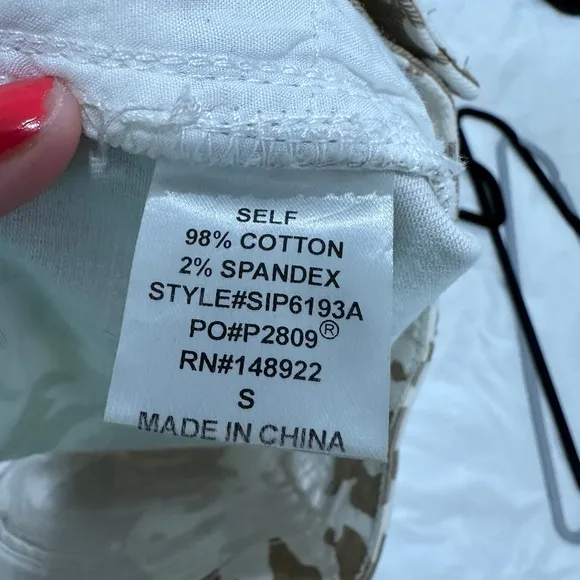 SELF
98% COTTON
2% SPANDEX
STYLE#SIP6193A
PO#P2809®
RN#148922
S
MADE IN CHINA